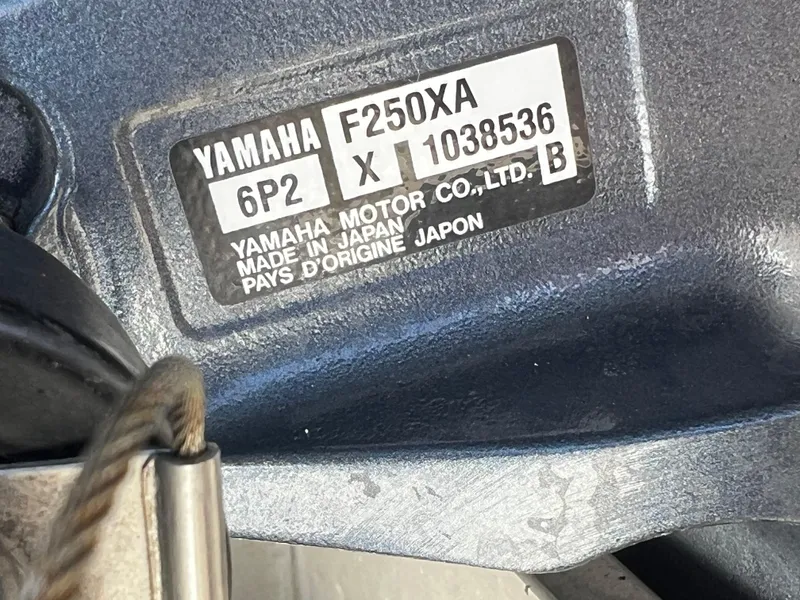 YAMAHA F250XA
6P2 X 1038536
YAMAHA MOTOR CO.,LTD. B
MADE IN JAPAN
PAYS D'ORIGINE JAPON